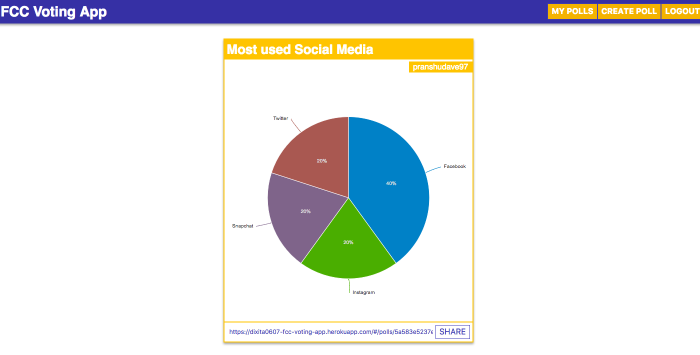 FCC Voting App
MY POLLS
CREATE POLL
LOGOUT
Most used Social Media
pranshudave97
Twitter
20%
Facebook
40%
Snapchat
20%
20%
Instagram
https://dixita0607-fcc-voting-app.herokuapp.com/#/polls/5a583e5237e
SHARE